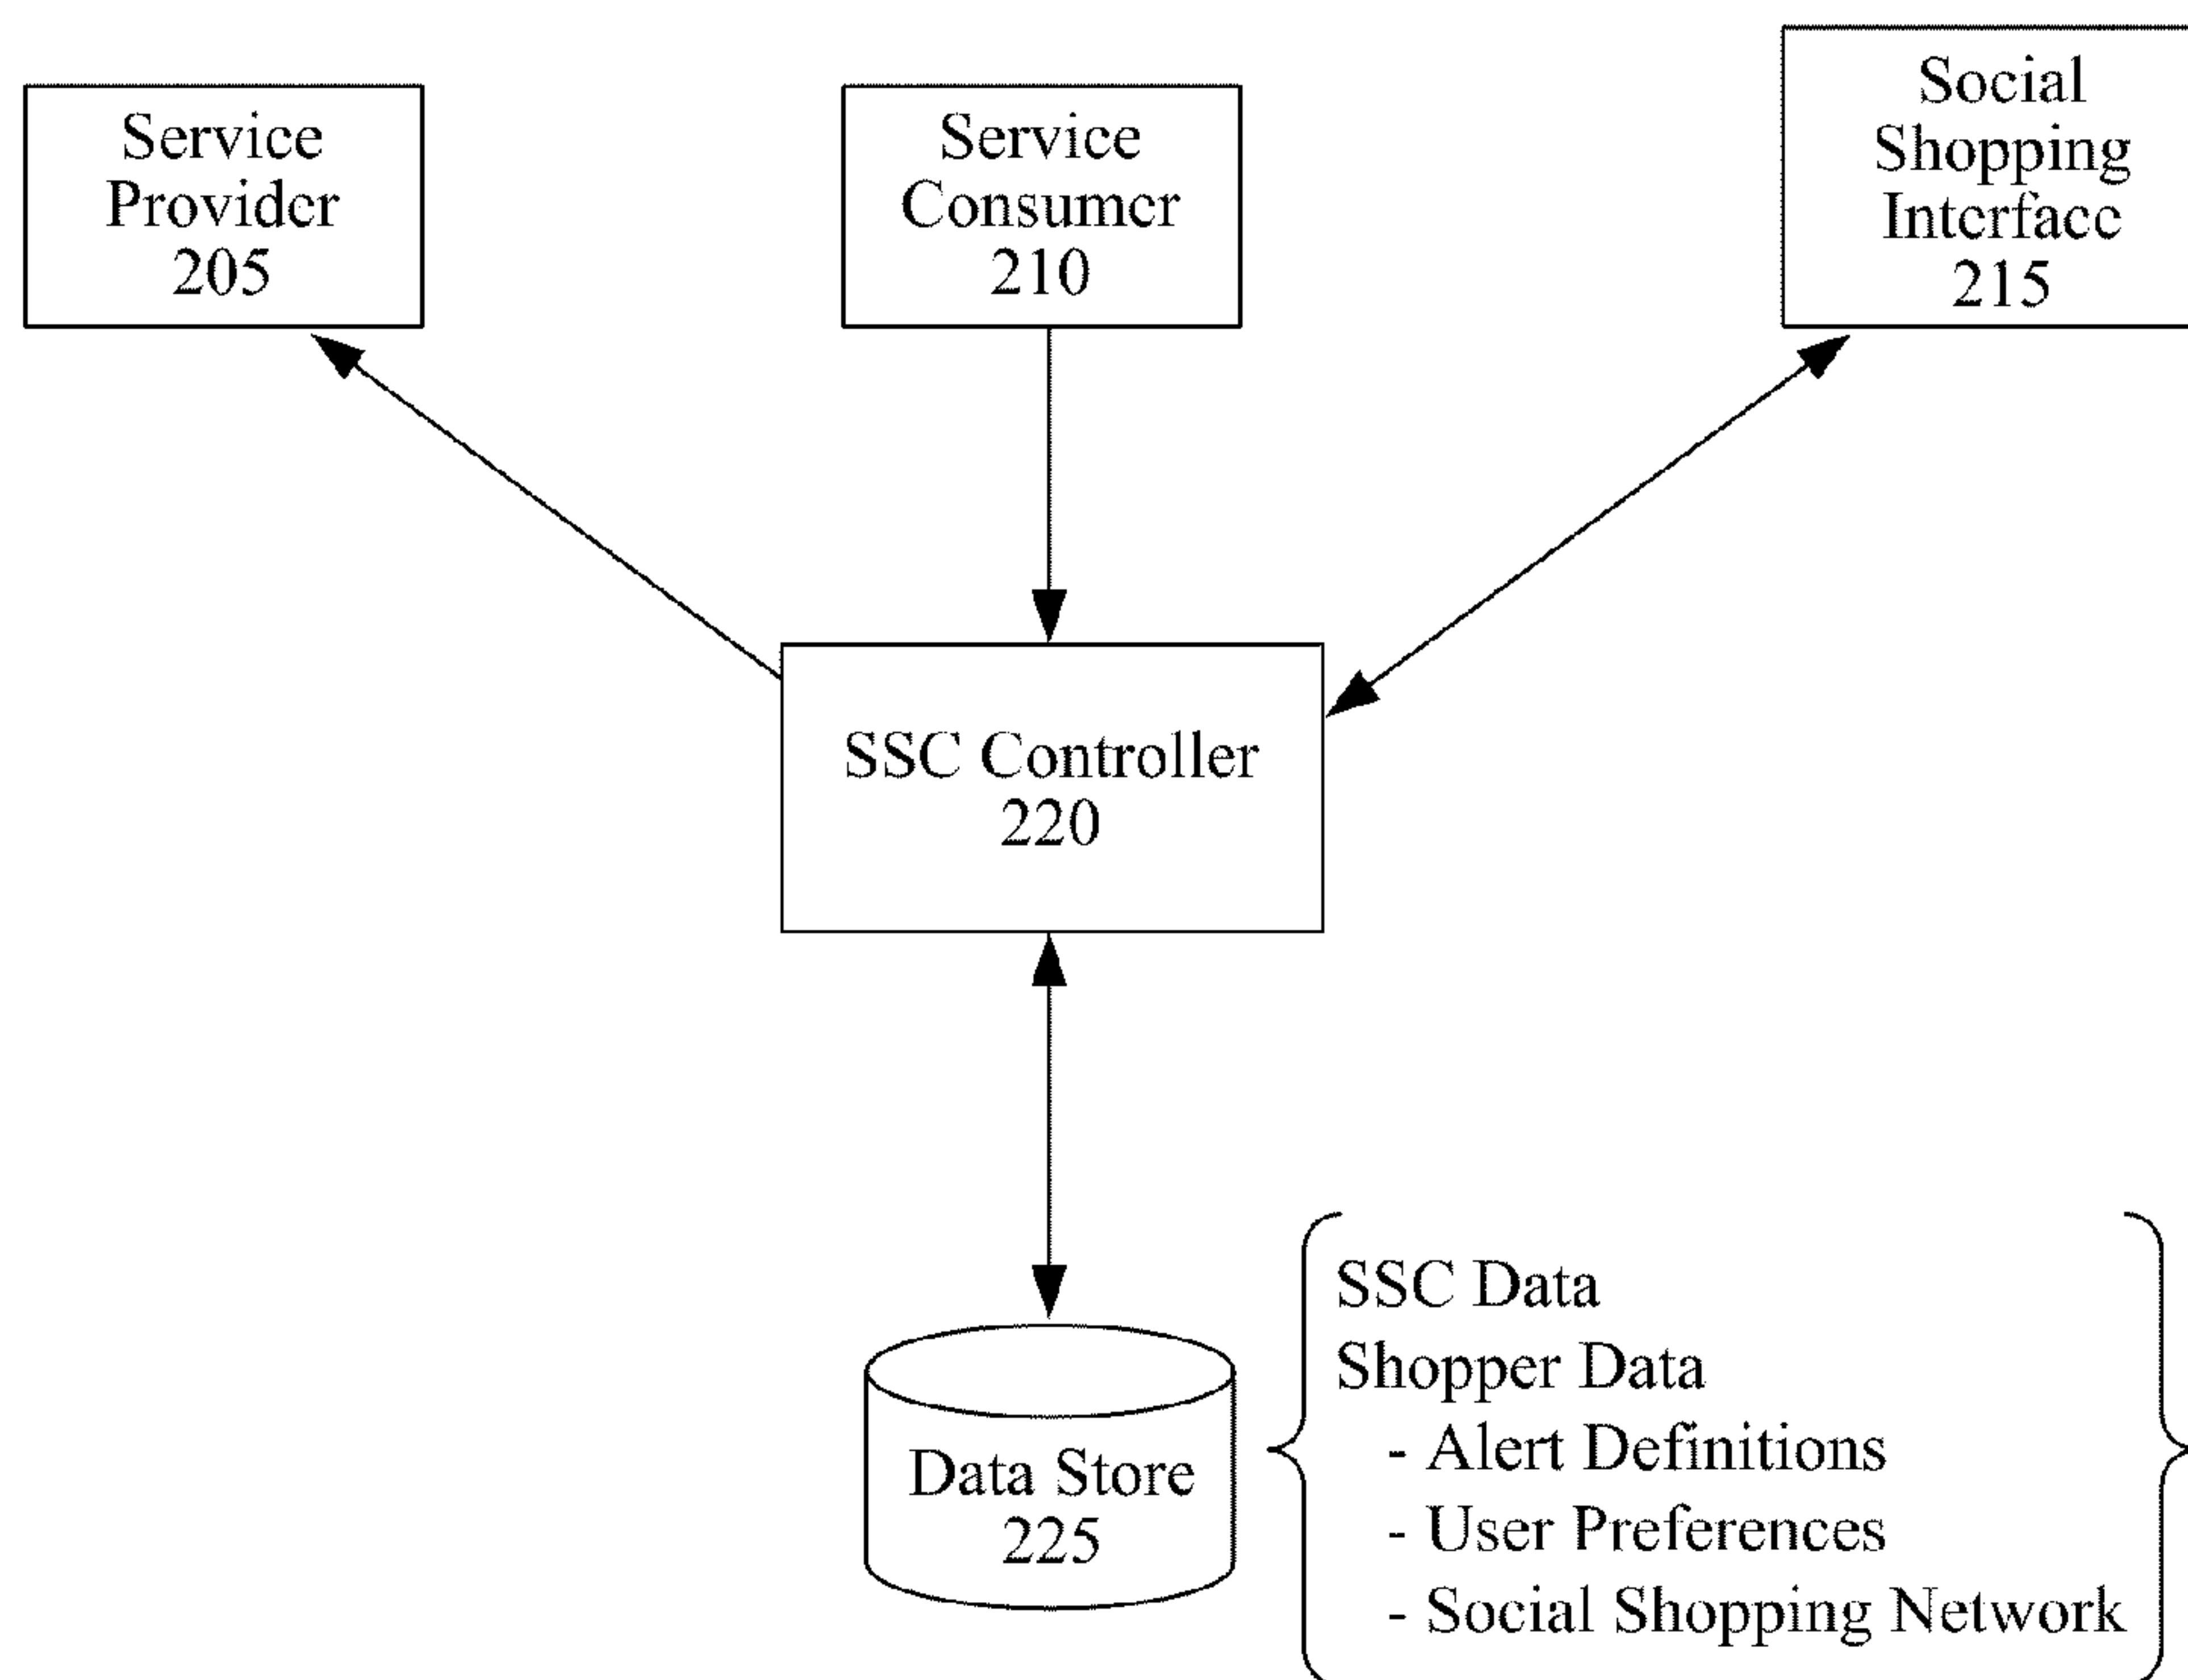 Service
Provider
205
Service
Consumer
210
Social
Shopping
Interface
215
SSC Controller
220
Data Store
225
SSC Data
Shopper Data
- Alert Definitions
- User Preferences
- Social Shopping Network